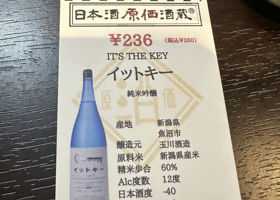 日本酒原価酒蔵®
¥236 (税込¥260)
IT'S THE KEY
イットキー
純米吟醸
産地 新潟県
魚沼市
醸造元 玉川酒造
原料米 新潟県産米
精米歩合 60%
Alc度数 12度
日本酒度 -40
イットキー